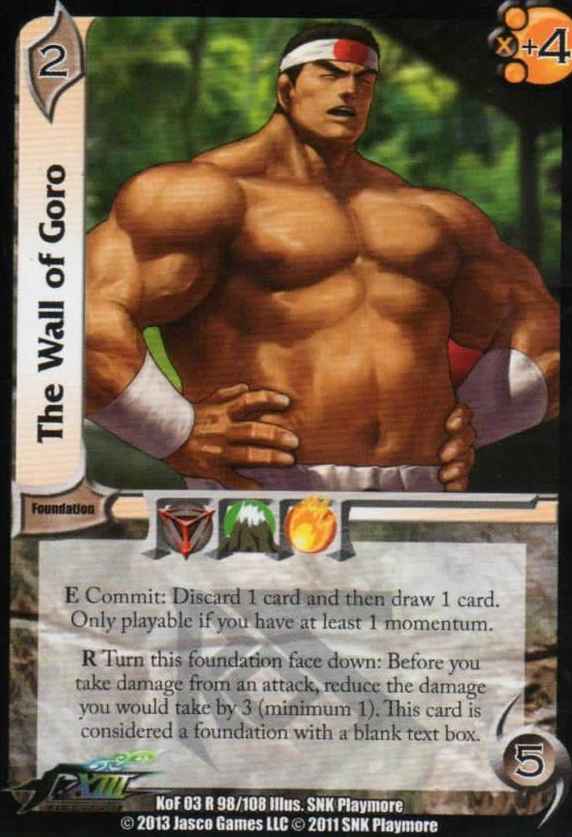 2
+4
The Wall of Goro
Foundation
E Commit: Discard 1 card and then draw 1 card.
Only playable if you have at least 1 momentum.
R Turn this foundation face down: Before you
take damage from an attack, reduce the damage
you would take by 3 (minimum 1). This card is
considered a foundation with a blank text box.
5
XIII
KoF 03 R 98/108 Illus. SNK Playmore
© 2013 Jasco Games LLC © 2011 SNK Playmore